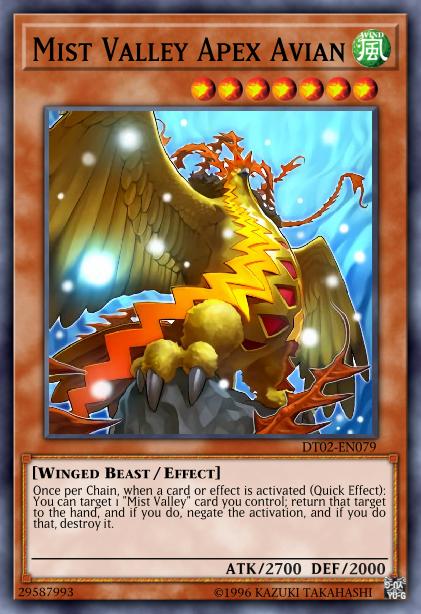 MIST VALLEY APEX AVIAN
WIND
風
DT02-EN079
[WINGED BEAST / EFFECT]
Once per Chain, when a card or effect is activated (Quick Effect):
You can target 1 "Mist Valley" card you control; return that target
to the hand, and if you do, negate the activation, and if you do
that, destroy it.
ATK/2700 DEF/2000
29587993
©1996 KAZUKI TAKAHASHI